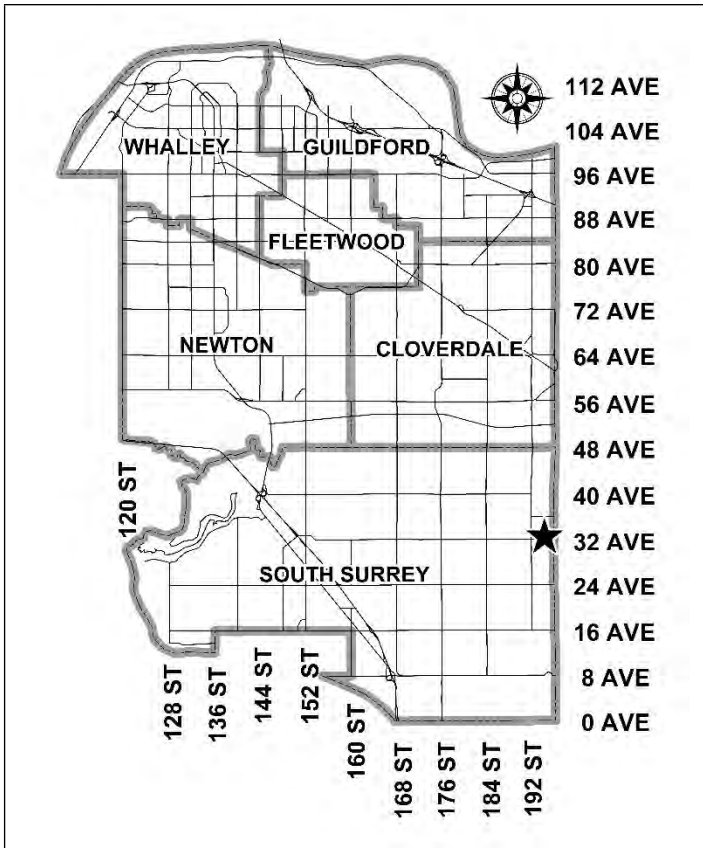 112 AVE
104 AVE
WHALLEY
GUILDFORD
96 AVE
88 AVE
FLEETWOOD
80 AVE
72 AVE
NEWTON
CLOVERDALE
64 AVE
56 AVE
48 AVE
120 ST
40 AVE
32 AVE
SOUTH SURREY
24 AVE
16 AVE
8 AVE
0 AVE
128 ST
136 ST
144 ST
152 ST
160 ST
168 ST
176 ST
184 ST
192 ST